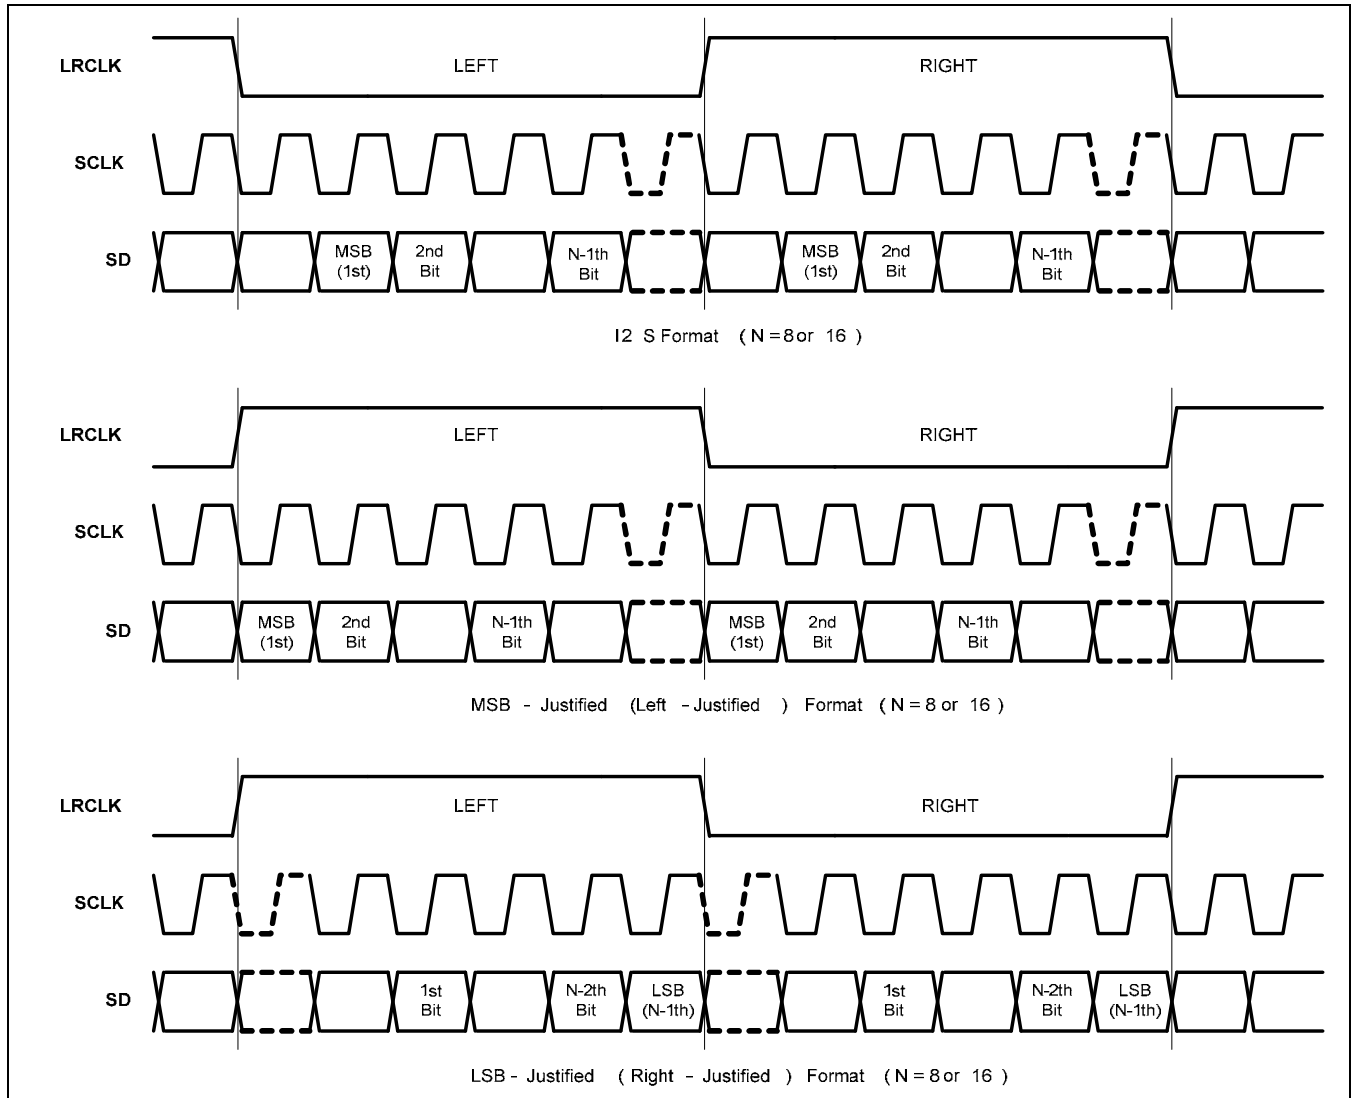 LRCLK LEFT RIGHT
SCLK
SD MSB (1st) 2nd Bit N-1th Bit MSB (1st) 2nd Bit N-1th Bit
I2 S Format ( N = 8 or 16 )
LRCLK LEFT RIGHT
SCLK
SD MSB (1st) 2nd Bit N-1th Bit MSB (1st) 2nd Bit N-1th Bit
MSB - Justified (Left - Justified ) Format ( N = 8 or 16 )
LRCLK LEFT RIGHT
SCLK
SD 1st Bit N-2th Bit LSB (N-1th) 1st Bit N-2th Bit LSB (N-1th)
LSB - Justified ( Right - Justified ) Format ( N = 8 or 16 )